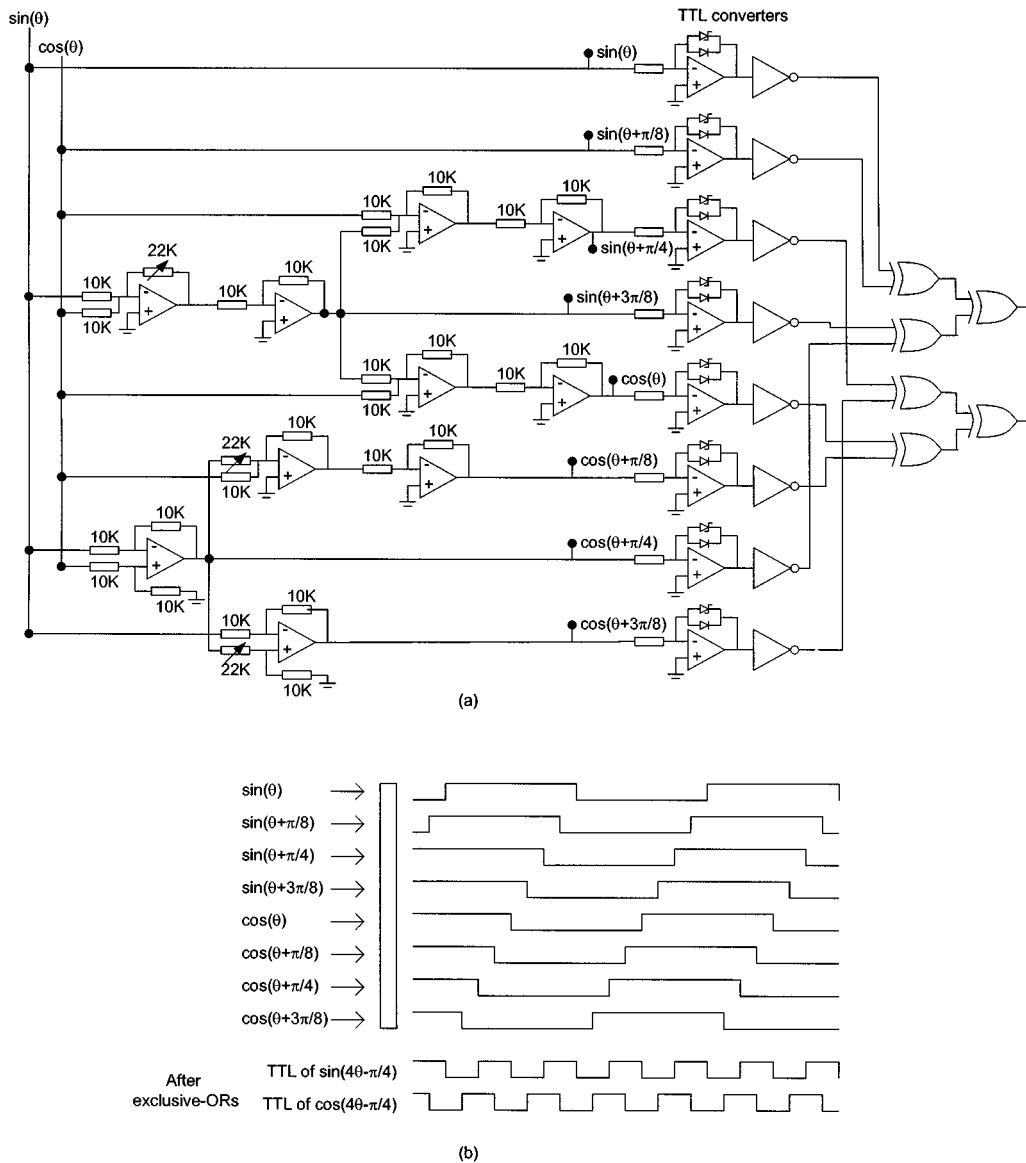 sin(θ)
TTL converters
cos(θ)
sin(θ)
sin(θ+π/8)
10K
10K
10K
10K
10K
sin(θ+π/4)
22K
10K
10K
10K
10K
sin(θ+3π/8)
10K
10K
10K
10K
10K
cos(θ)
22K
10K
10K
10K
10K
cos(θ+π/8)
10K
10K
10K
10K
cos(θ+π/4)
10K
10K
22K
10K
cos(θ+3π/8)
(a)
sin(θ)
sin(θ+π/8)
sin(θ+π/4)
sin(θ+3π/8)
cos(θ)
cos(θ+π/8)
cos(θ+π/4)
cos(θ+3π/8)
After
exclusive-ORs
TTL of sin(4θ-π/4)
TTL of cos(4θ-π/4)
(b)